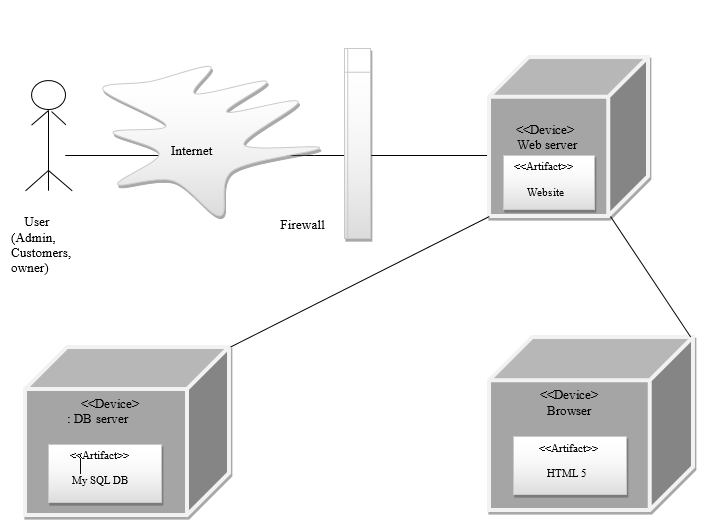 <<Device>
Web server
<<Artifact>>
Website
Internet
Firewall
User
(Admin,
Customers,
owner)
<<Device>
: DB server
<<Artifact>>
My SQL DB
<<Device>
Browser
<<Artifact>>
HTML 5